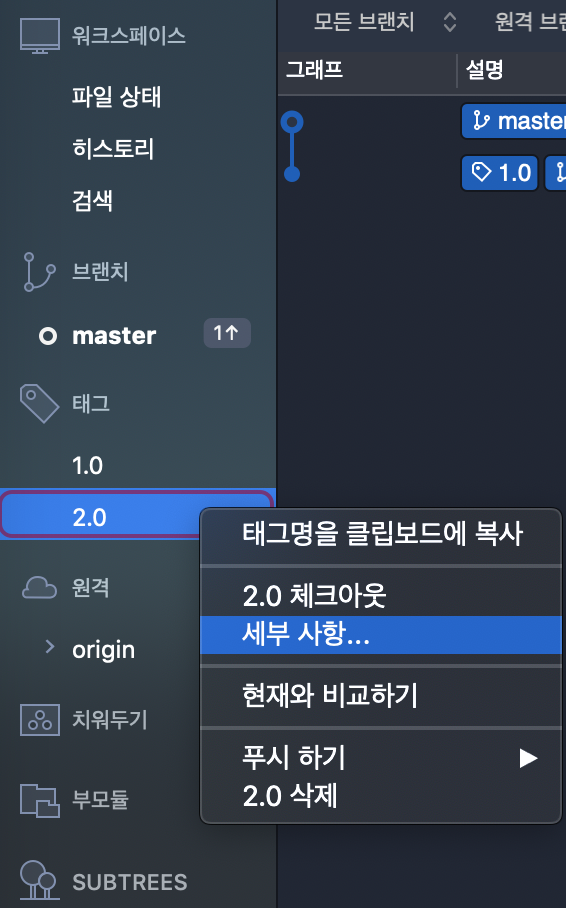 워크스페이스
파일 상태
히스토리
검색
브랜치
master 1↑
태그
1.0
2.0
원격
origin
치워두기
부모듈
SUBTREES
모든 브랜치 원격
그래프 설명
master
1.0
태그명을 클립보드에 복사
2.0 체크아웃
세부 사항...
현재와 비교하기
푸시 하기
2.0 삭제